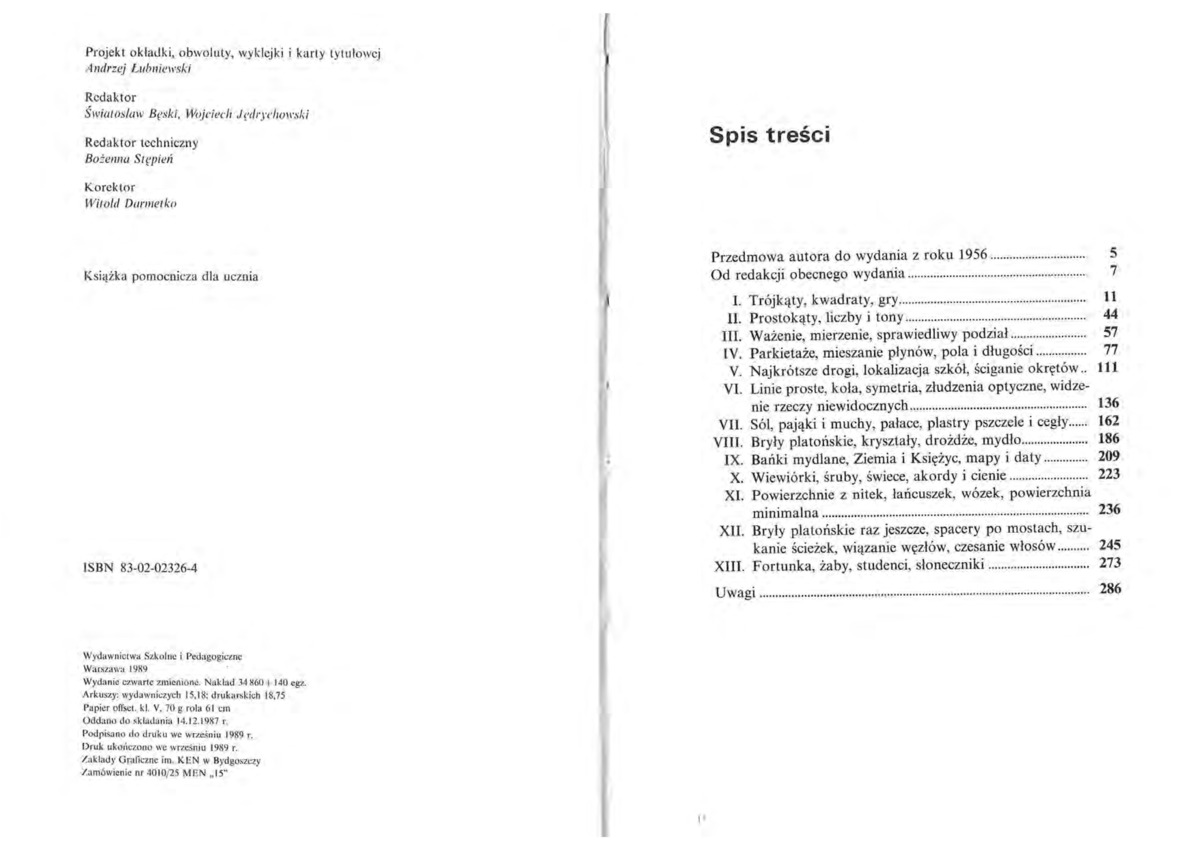 Projekt okładki, obwoluty, wyklejki i karty tytułowej
Andrzej Łubniewski
Redaktor
Światosław Bęski, Wojciech Jędrychowski
Redaktor techniczny
Bożenna Stępień
Korektor
Witold Darmetko
Książka pomocnicza dla ucznia
ISBN 83-02-02326-4
Wydawnictwa Szkolne i Pedagogiczne
Warszawa 1989
Wydanie czwarte zmienione. Nakład 34 860 + 140 egz.
Arkuszy: wydawniczych 15,18; drukarskich 18,75
Papier offset. kl. V, 70 g rola 61 cm
Oddano do składania 14.12.1987 r.
Podpisano do druku we wrześniu 1989 r.
Druk ukończono we wrześniu 1989 r.
Zakłady Graficzne im. KEN w Bydgoszczy
Zamówienie nr 4010/25 MEN „15"
Spis treści
Przedmowa autora do wydania z roku 1956 ... 5
Od redakcji obecnego wydania ... 7
I. Trójkąty, kwadraty, gry ... 11
II. Prostokąty, liczby i tony ... 44
III. Ważenie, mierzenie, sprawiedliwy podział ... 57
IV. Parkietaże, mieszanie płynów, pola i długości ... 77
V. Najkrótsze drogi, lokalizacja szkół, ściganie okrętów .. 111
VI. Linie proste, koła, symetria, złudzenia optyczne, widze-
nie rzeczy niewidocznych ... 136
VII. Sól, pająki i muchy, pałace, plastry pszczele i cegły ... 162
VIII. Bryły platońskie, kryształy, drożdże, mydło ... 186
IX. Bańki mydlane, Ziemia i Księżyc, mapy i daty ... 209
X. Wiewiórki, śruby, świece, akordy i cienie ... 223
XI. Powierzchnie z nitek, łańcuszek, wózek, powierzchnia
minimalna ... 236
XII. Bryły platońskie raz jeszcze, spacery po mostach, szu-
kanie ścieżek, wiązanie węzłów, czesanie włosów ... 245
XIII. Fortunka, żaby, studenci, słoneczniki ... 273
Uwagi ... 286